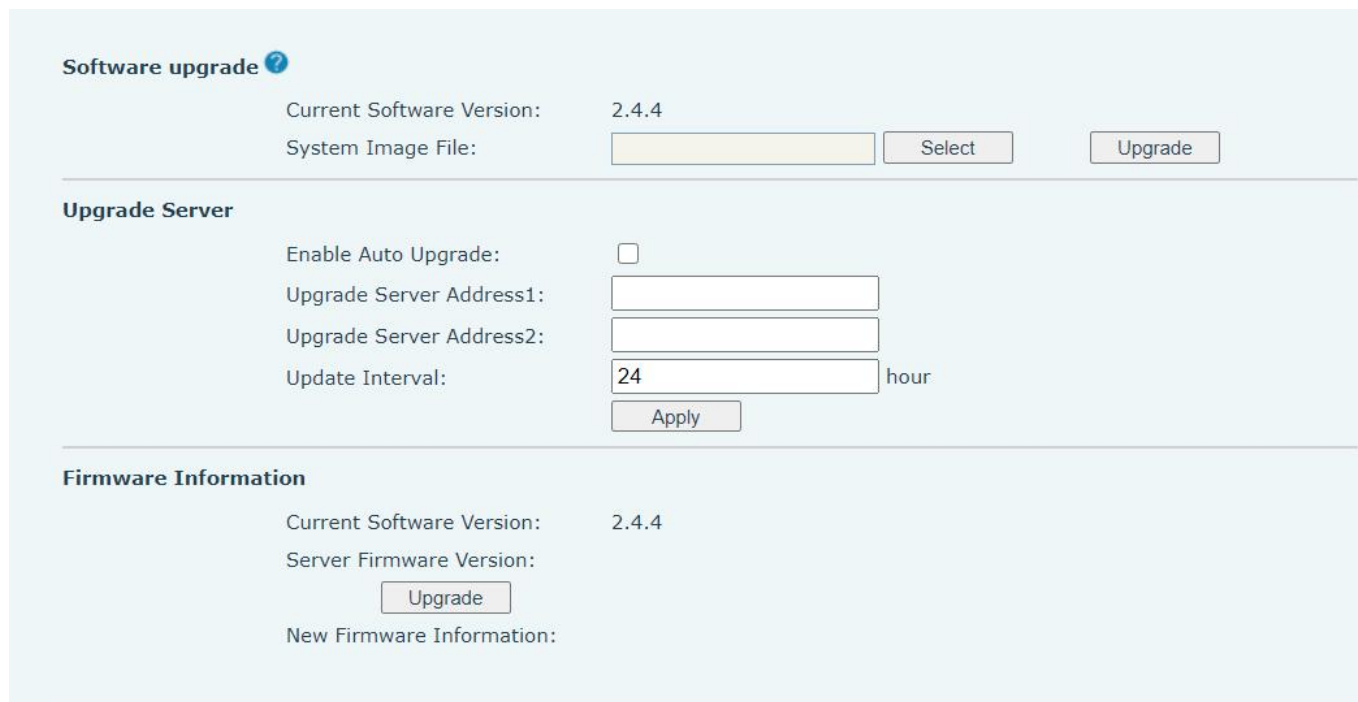 Software upgrade ?
Current Software Version: 2.4.4
System Image File: Select Upgrade
Upgrade Server
Enable Auto Upgrade:
Upgrade Server Address1:
Upgrade Server Address2:
Update Interval: 24 hour
Apply
Firmware Information
Current Software Version: 2.4.4
Server Firmware Version:
Upgrade
New Firmware Information: